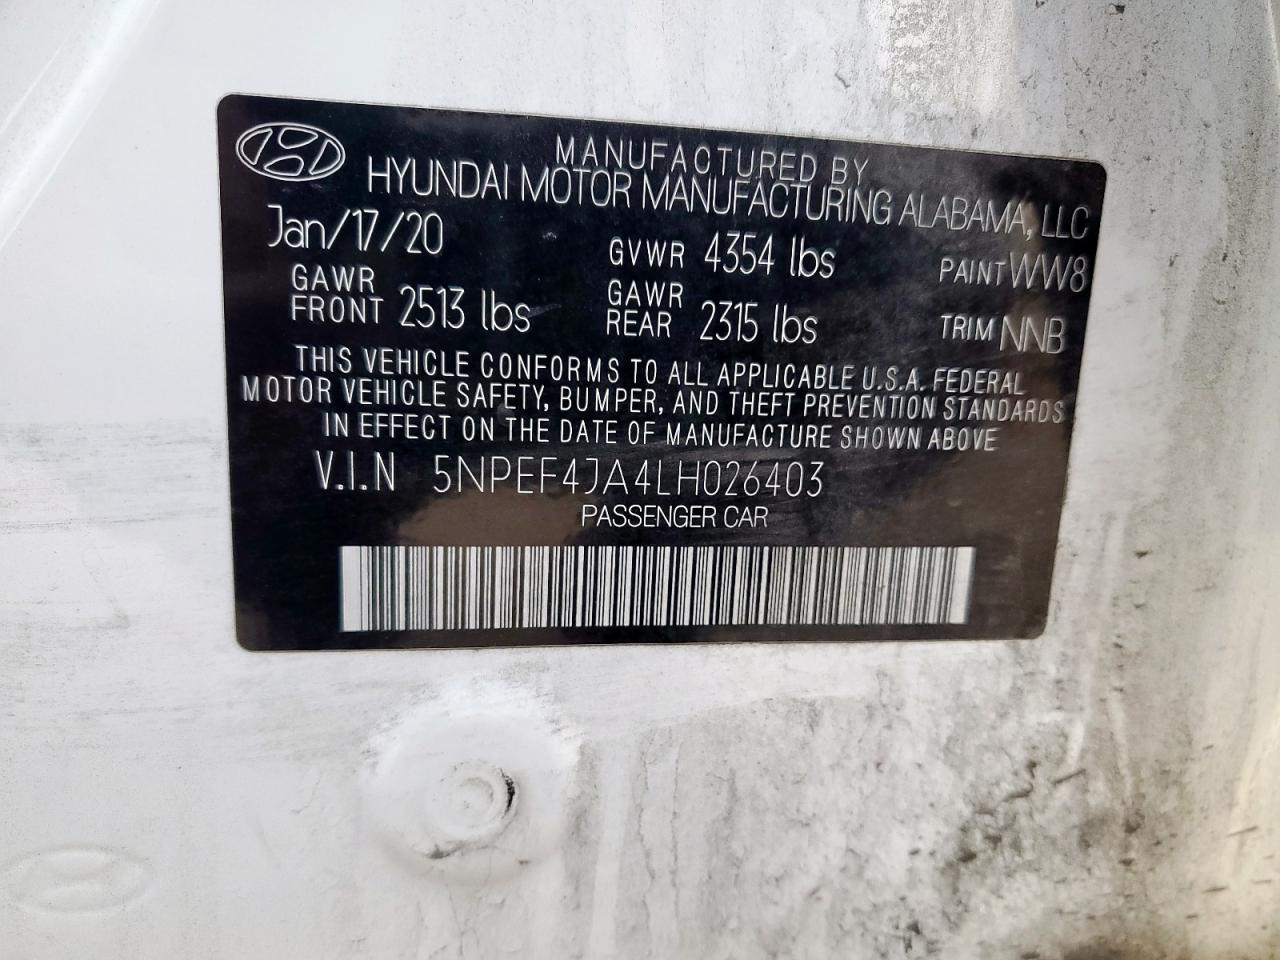 MANUFACTURED BY
HYUNDAI MOTOR MANUFACTURING ALABAMA, LLC
Jan/17/20 GVWR 4354 lbs PAINT WW8
GAWR FRONT 2513 lbs GAWR REAR 2315 lbs TRIM NNB
THIS VEHICLE CONFORMS TO ALL APPLICABLE U.S.A. FEDERAL
MOTOR VEHICLE SAFETY, BUMPER, AND THEFT PREVENTION STANDARDS
IN EFFECT ON THE DATE OF MANUFACTURE SHOWN ABOVE
V.I.N 5NPEF4JA4LH026403
PASSENGER CAR